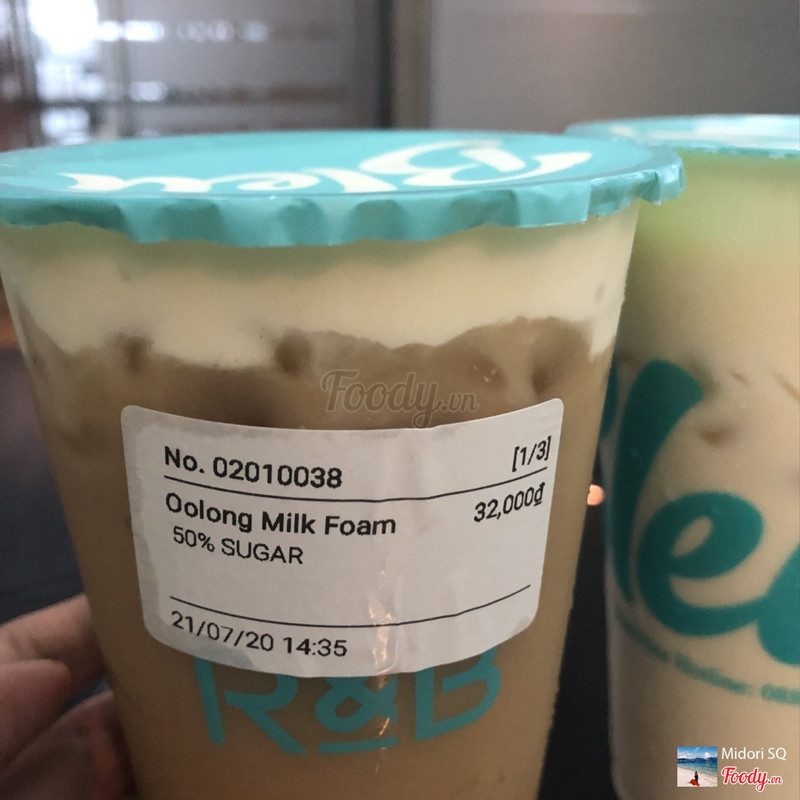 Foody.vn
No. 02010038 [1/3]
Oolong Milk Foam 32,000₫
50% SUGAR
21/07/20 14:35
R&B
Hotline:
Midori SQ
Foody.vn